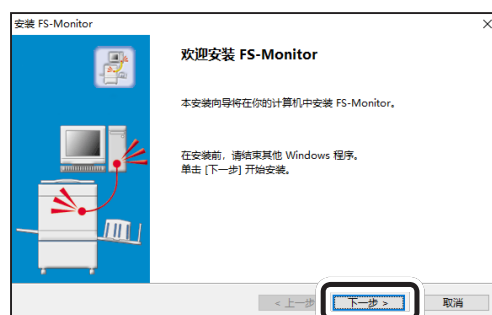 安装 FS-Monitor
欢迎安装 FS-Monitor
本安装向导将在你的计算机中安装 FS-Monitor。
在安装前，请结束其他 Windows 程序。
单击 [下一步] 开始安装。
< 上一步
下一步 >
取消